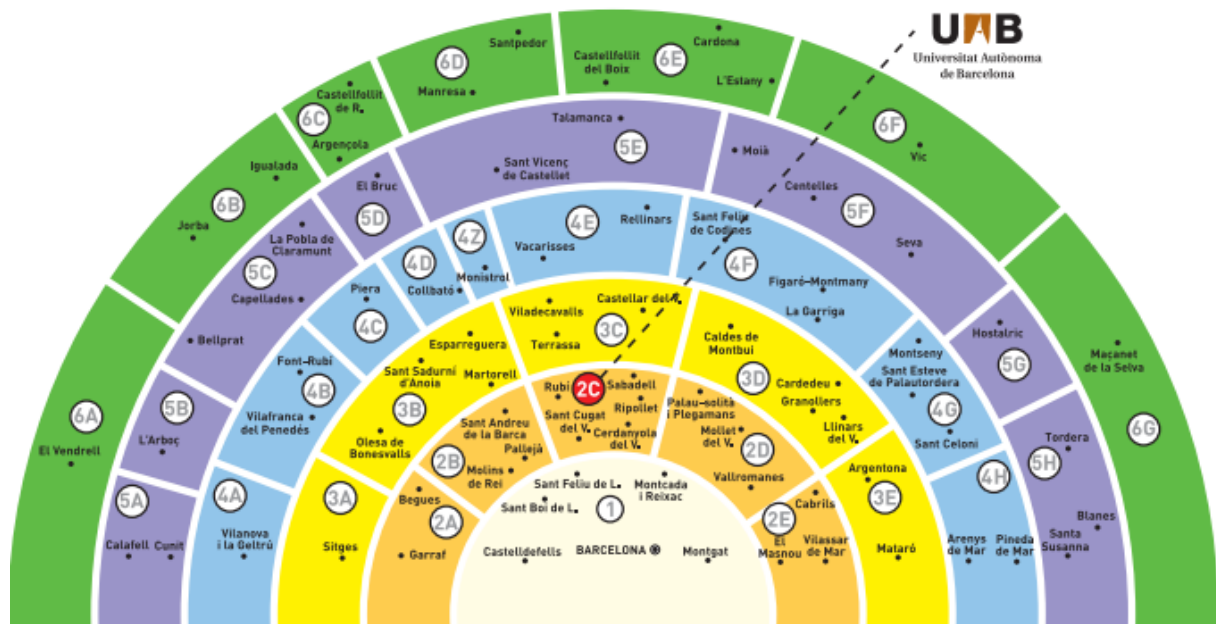 UAB
Universitat Autònoma
de Barcelona
6D
Santpedor
Manresa
6E
Cardona
Castellfollit
del Boix
L'Estany
6C
Castellfollit
de R.
Argençola
6F
Vic
6B
Igualada
Jorba
6A
El Vendrell
6G
Maçanet
de la Selva
5E
Talamanca
Sant Vicenç
de Castellet
5F
Moià
Centelles
Seva
5D
El Bruc
5C
La Pobla de
Claramunt
Capellades
Bellprat
5B
L'Arboç
5A
Calafell
Cunit
5G
Hostalric
5H
Tordera
Blanes
Santa
Susanna
4Z
Monistrol
4E
Rellinars
Vacarisses
4F
Sant Feliu
de Codines
Figaró-Montmany
La Garriga
4D
Collbató
4C
Piera
4B
Font-Rubí
Vilafranca
del Penedés
4A
Vilanova
i la Geltrú
4G
Montseny
Sant Esteve
de Palautordera
Sant Celoni
4H
Arenys
de Mar
Pineda
de Mar
3C
Viladecavalls
Castellar del V.
Terrassa
3D
Caldes de
Montbui
Cardedeu
Granollers
Llinars
del V.
3B
Esparreguera
Sant Sadurní
d'Anoia
Martorell
Olesa de
Bonesvalls
3A
Sitges
3E
Argentona
Mataró
2C
Rubí
Sabadell
Ripollet
Sant Cugat
del V.
Cerdanyola
del V.
2D
Palau-solità
i Plegamans
Mollet
del V.
Vallromanes
2B
Sant Andreu
de la Barca
Pallejà
Molins
de Rei
2A
Begues
Garraf
2E
Cabrils
El
Masnou
Vilassar
de Mar
1
Sant Feliu de L.
Montcada
i Reixac
Sant Boi de L.
Castelldefells
BARCELONA
Montgat